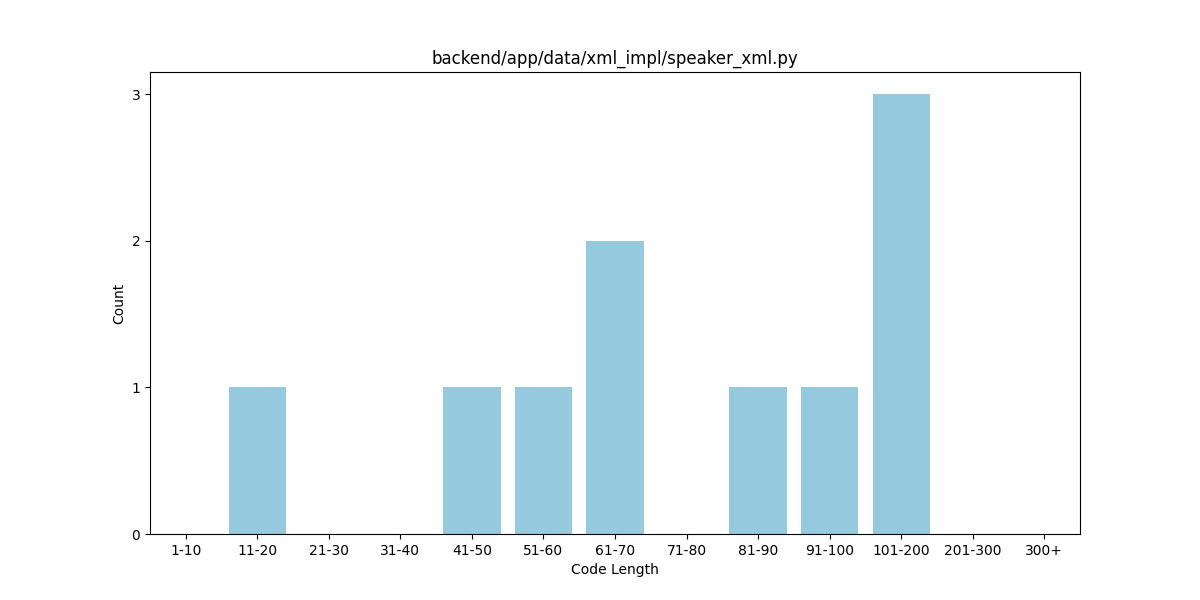 backend/app/data/xml_impl/speaker_xml.py
3
2
1
0
Count
1-10 11-20 21-30 31-40 41-50 51-60 61-70 71-80 81-90 91-100 101-200 201-300 300+
Code Length